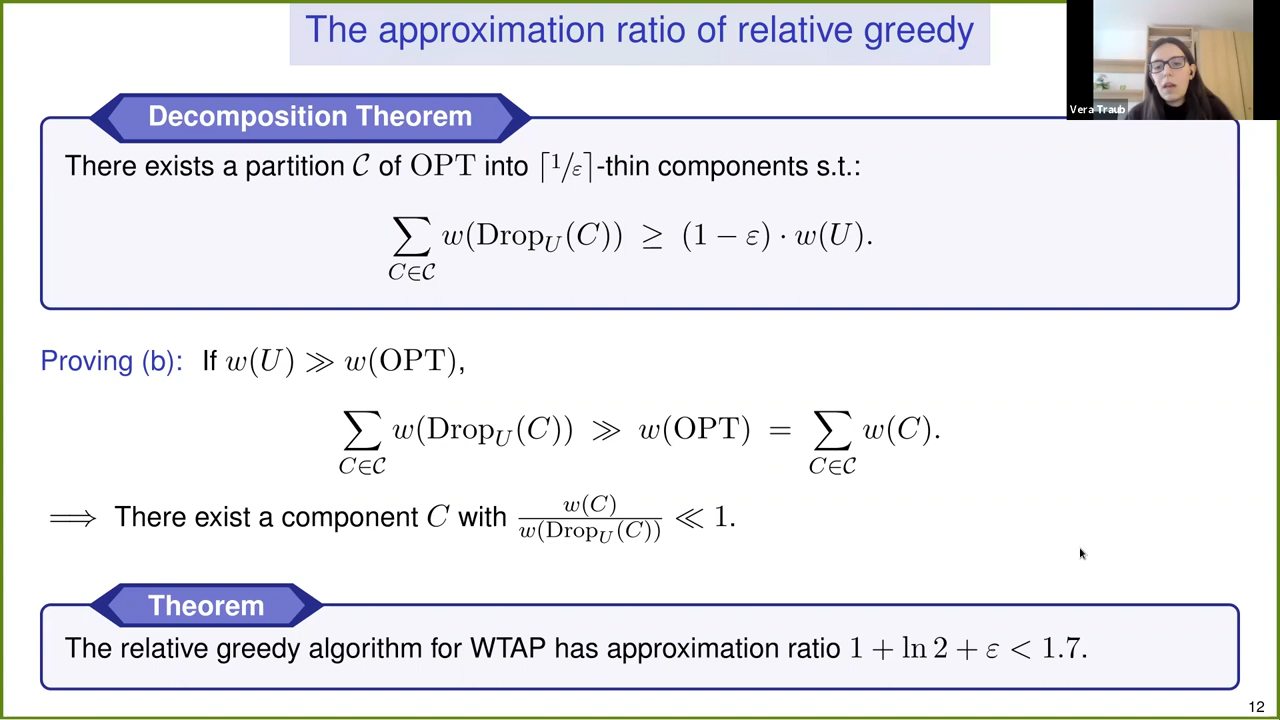 The approximation ratio of relative greedy
Vera Traub
Decomposition Theorem
There exists a partition 𝒞 of OPT into ⌈1/ε⌉-thin components s.t.:
∑_{C∈𝒞} w(Drop_U(C)) ≥ (1 − ε) · w(U).
Proving (b): If w(U) ≫ w(OPT),
∑_{C∈𝒞} w(Drop_U(C)) ≫ w(OPT) = ∑_{C∈𝒞} w(C).
⟹ There exist a component C with w(C)/w(Drop_U(C)) ≪ 1.
Theorem
The relative greedy algorithm for WTAP has approximation ratio 1 + ln 2 + ε < 1.7.
12